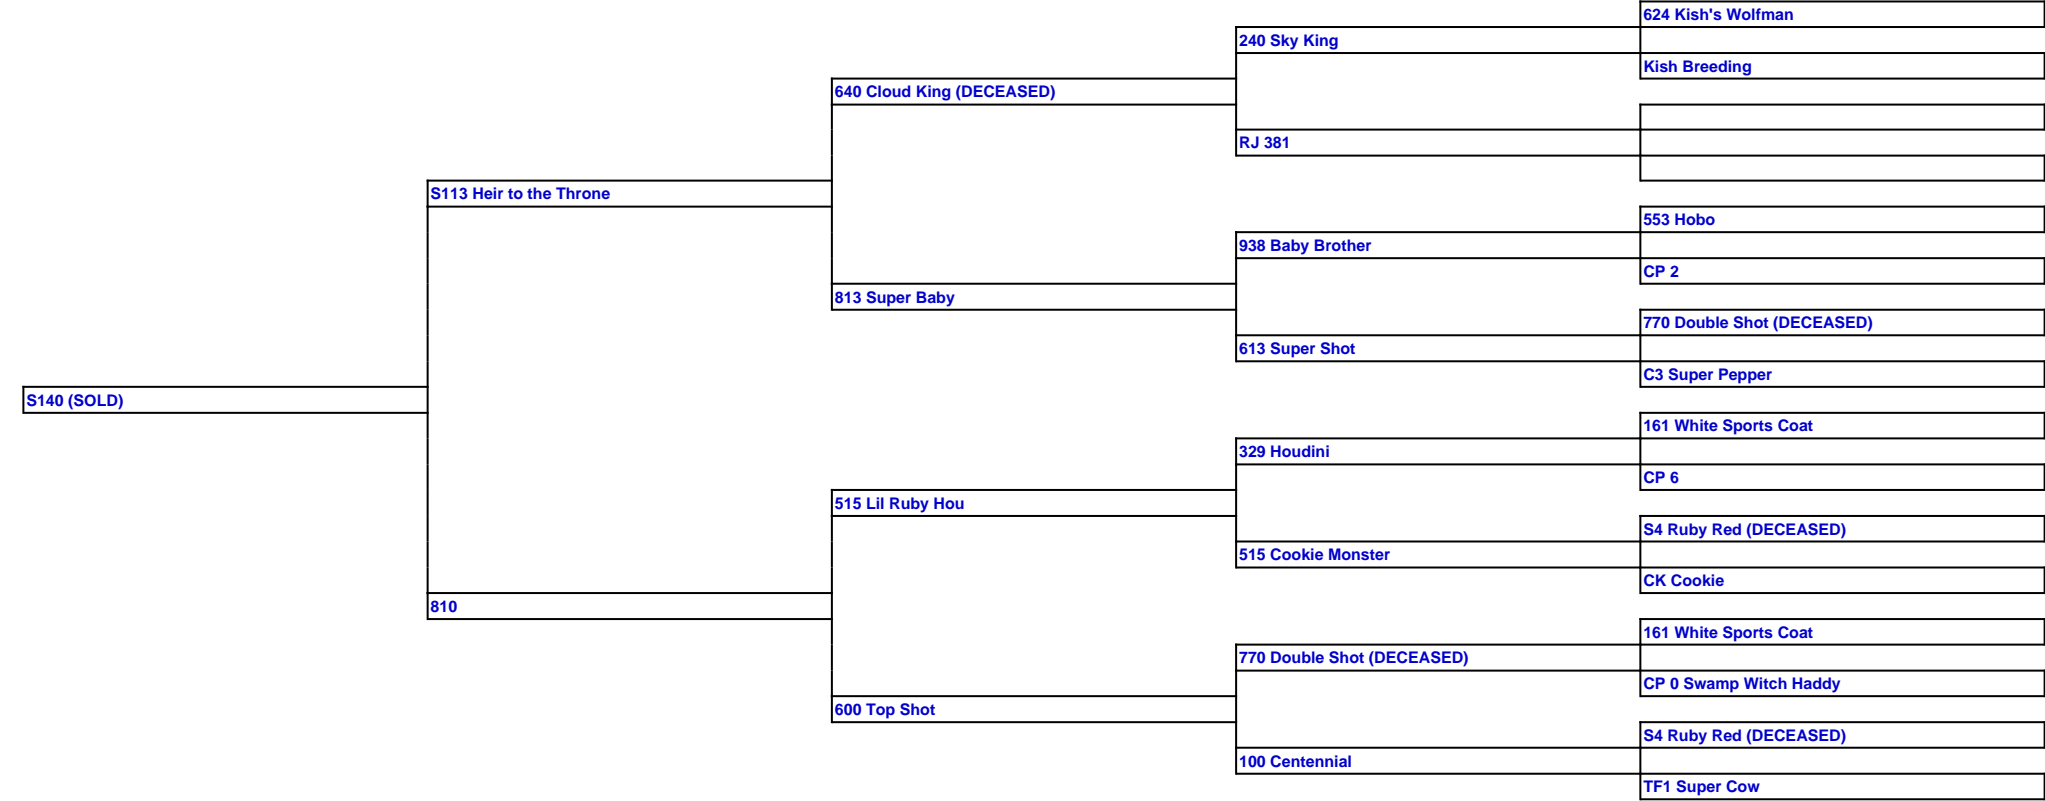 624 Kish's Wolfman
240 Sky King
Kish Breeding
640 Cloud King (DECEASED)
RJ 381
S113 Heir to the Throne
553 Hobo
938 Baby Brother
CP 2
813 Super Baby
770 Double Shot (DECEASED)
613 Super Shot
C3 Super Pepper
S140 (SOLD)
161 White Sports Coat
329 Houdini
CP 6
515 Lil Ruby Hou
S4 Ruby Red (DECEASED)
515 Cookie Monster
CK Cookie
810
161 White Sports Coat
770 Double Shot (DECEASED)
CP 0 Swamp Witch Haddy
600 Top Shot
S4 Ruby Red (DECEASED)
100 Centennial
TF1 Super Cow